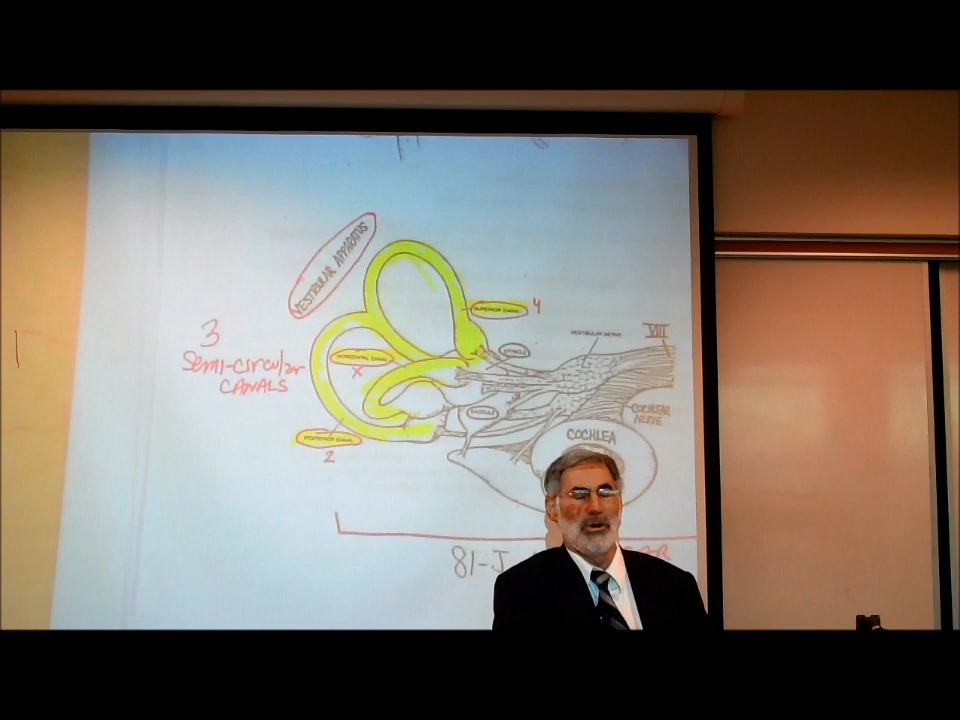 VESTIBULAR APPARATUS
SUPERIOR CANAL
4
3
Semi-circular
CANALS
HORIZONTAL CANAL
X
UTRICLE
VESTIBULAR NERVE
VIII
SACCULE
COCHLEAR
NERVE
POSTERIOR CANAL
2
COCHLEA
81-J